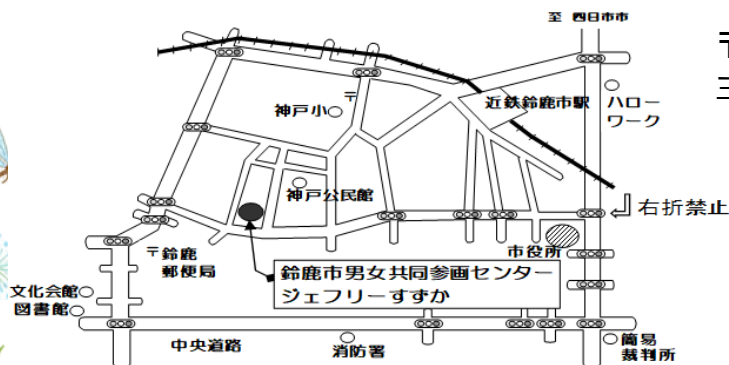 至 四日市市
〒
神戸小
〒
近鉄鈴鹿市駅
ハロー
ワーク
神戸公民館
右折禁止
〒鈴鹿
郵便局
市役所
鈴鹿市男女共同参画センター
ジェフリーすずか
文化会館
図書館
中央道路
消防署
簡易
裁判所